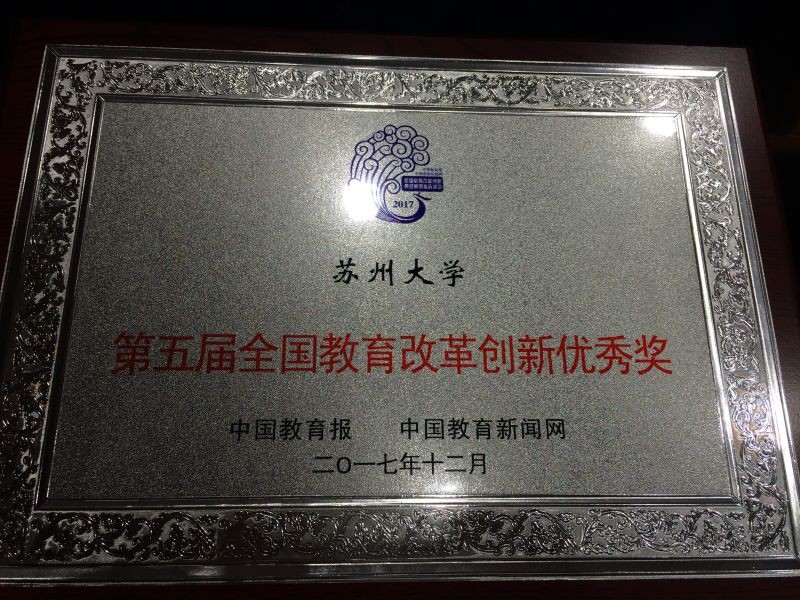 2017
苏州大学
第五届全国教育改革创新优秀奖
中国教育报 中国教育新闻网
二〇一七年十二月